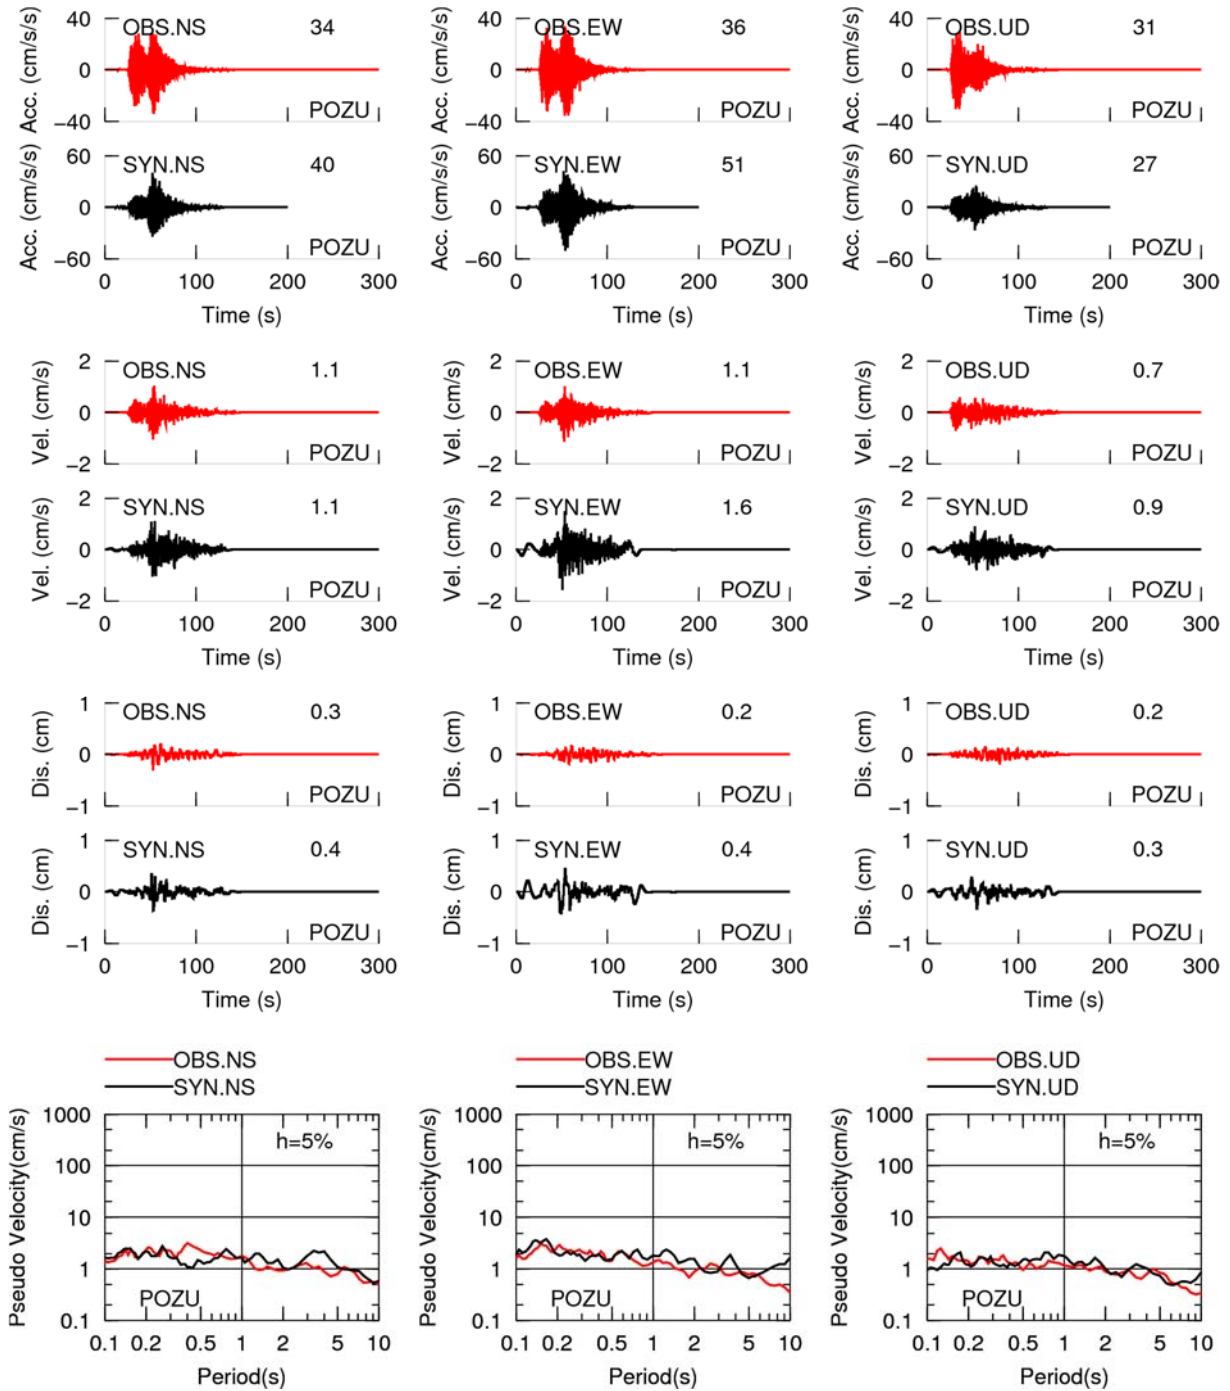 40 OBS.NS 34 40 OBS.EW 36 40 OBS.UD 31
Acc. (cm/s/s) 0 Acc. (cm/s/s) 0 Acc. (cm/s/s) 0
−40 POZU −40 POZU −40 POZU
60 SYN.NS 40 60 SYN.EW 51 60 SYN.UD 27
Acc. (cm/s/s) 0 Acc. (cm/s/s) 0 Acc. (cm/s/s) 0
−60 POZU −60 POZU −60 POZU
0 100 200 300 0 100 200 300 0 100 200 300
Time (s) Time (s) Time (s)
2 OBS.NS 1.1 2 OBS.EW 1.1 2 OBS.UD 0.7
Vel. (cm/s) 0 Vel. (cm/s) 0 Vel. (cm/s) 0
−2 POZU −2 POZU −2 POZU
2 SYN.NS 1.1 2 SYN.EW 1.6 2 SYN.UD 0.9
Vel. (cm/s) 0 Vel. (cm/s) 0 Vel. (cm/s) 0
−2 POZU −2 POZU −2 POZU
0 100 200 300 0 100 200 300 0 100 200 300
Time (s) Time (s) Time (s)
1 OBS.NS 0.3 1 OBS.EW 0.2 1 OBS.UD 0.2
Dis. (cm) 0 Dis. (cm) 0 Dis. (cm) 0
−1 POZU −1 POZU −1 POZU
1 SYN.NS 0.4 1 SYN.EW 0.4 1 SYN.UD 0.3
Dis. (cm) 0 Dis. (cm) 0 Dis. (cm) 0
−1 POZU −1 POZU −1 POZU
0 100 200 300 0 100 200 300 0 100 200 300
Time (s) Time (s) Time (s)
OBS.NS OBS.EW OBS.UD
SYN.NS SYN.EW SYN.UD
1000 1000 1000
h=5% h=5% h=5%
100 100 100
Pseudo Velocity(cm/s) Pseudo Velocity(cm/s) Pseudo Velocity(cm/s)
10 10 10
1 1 1
POZU POZU POZU
0.1 0.1 0.1
0.1 0.2 0.5 1 2 5 10 0.1 0.2 0.5 1 2 5 10 0.1 0.2 0.5 1 2 5 10
Period(s) Period(s) Period(s)